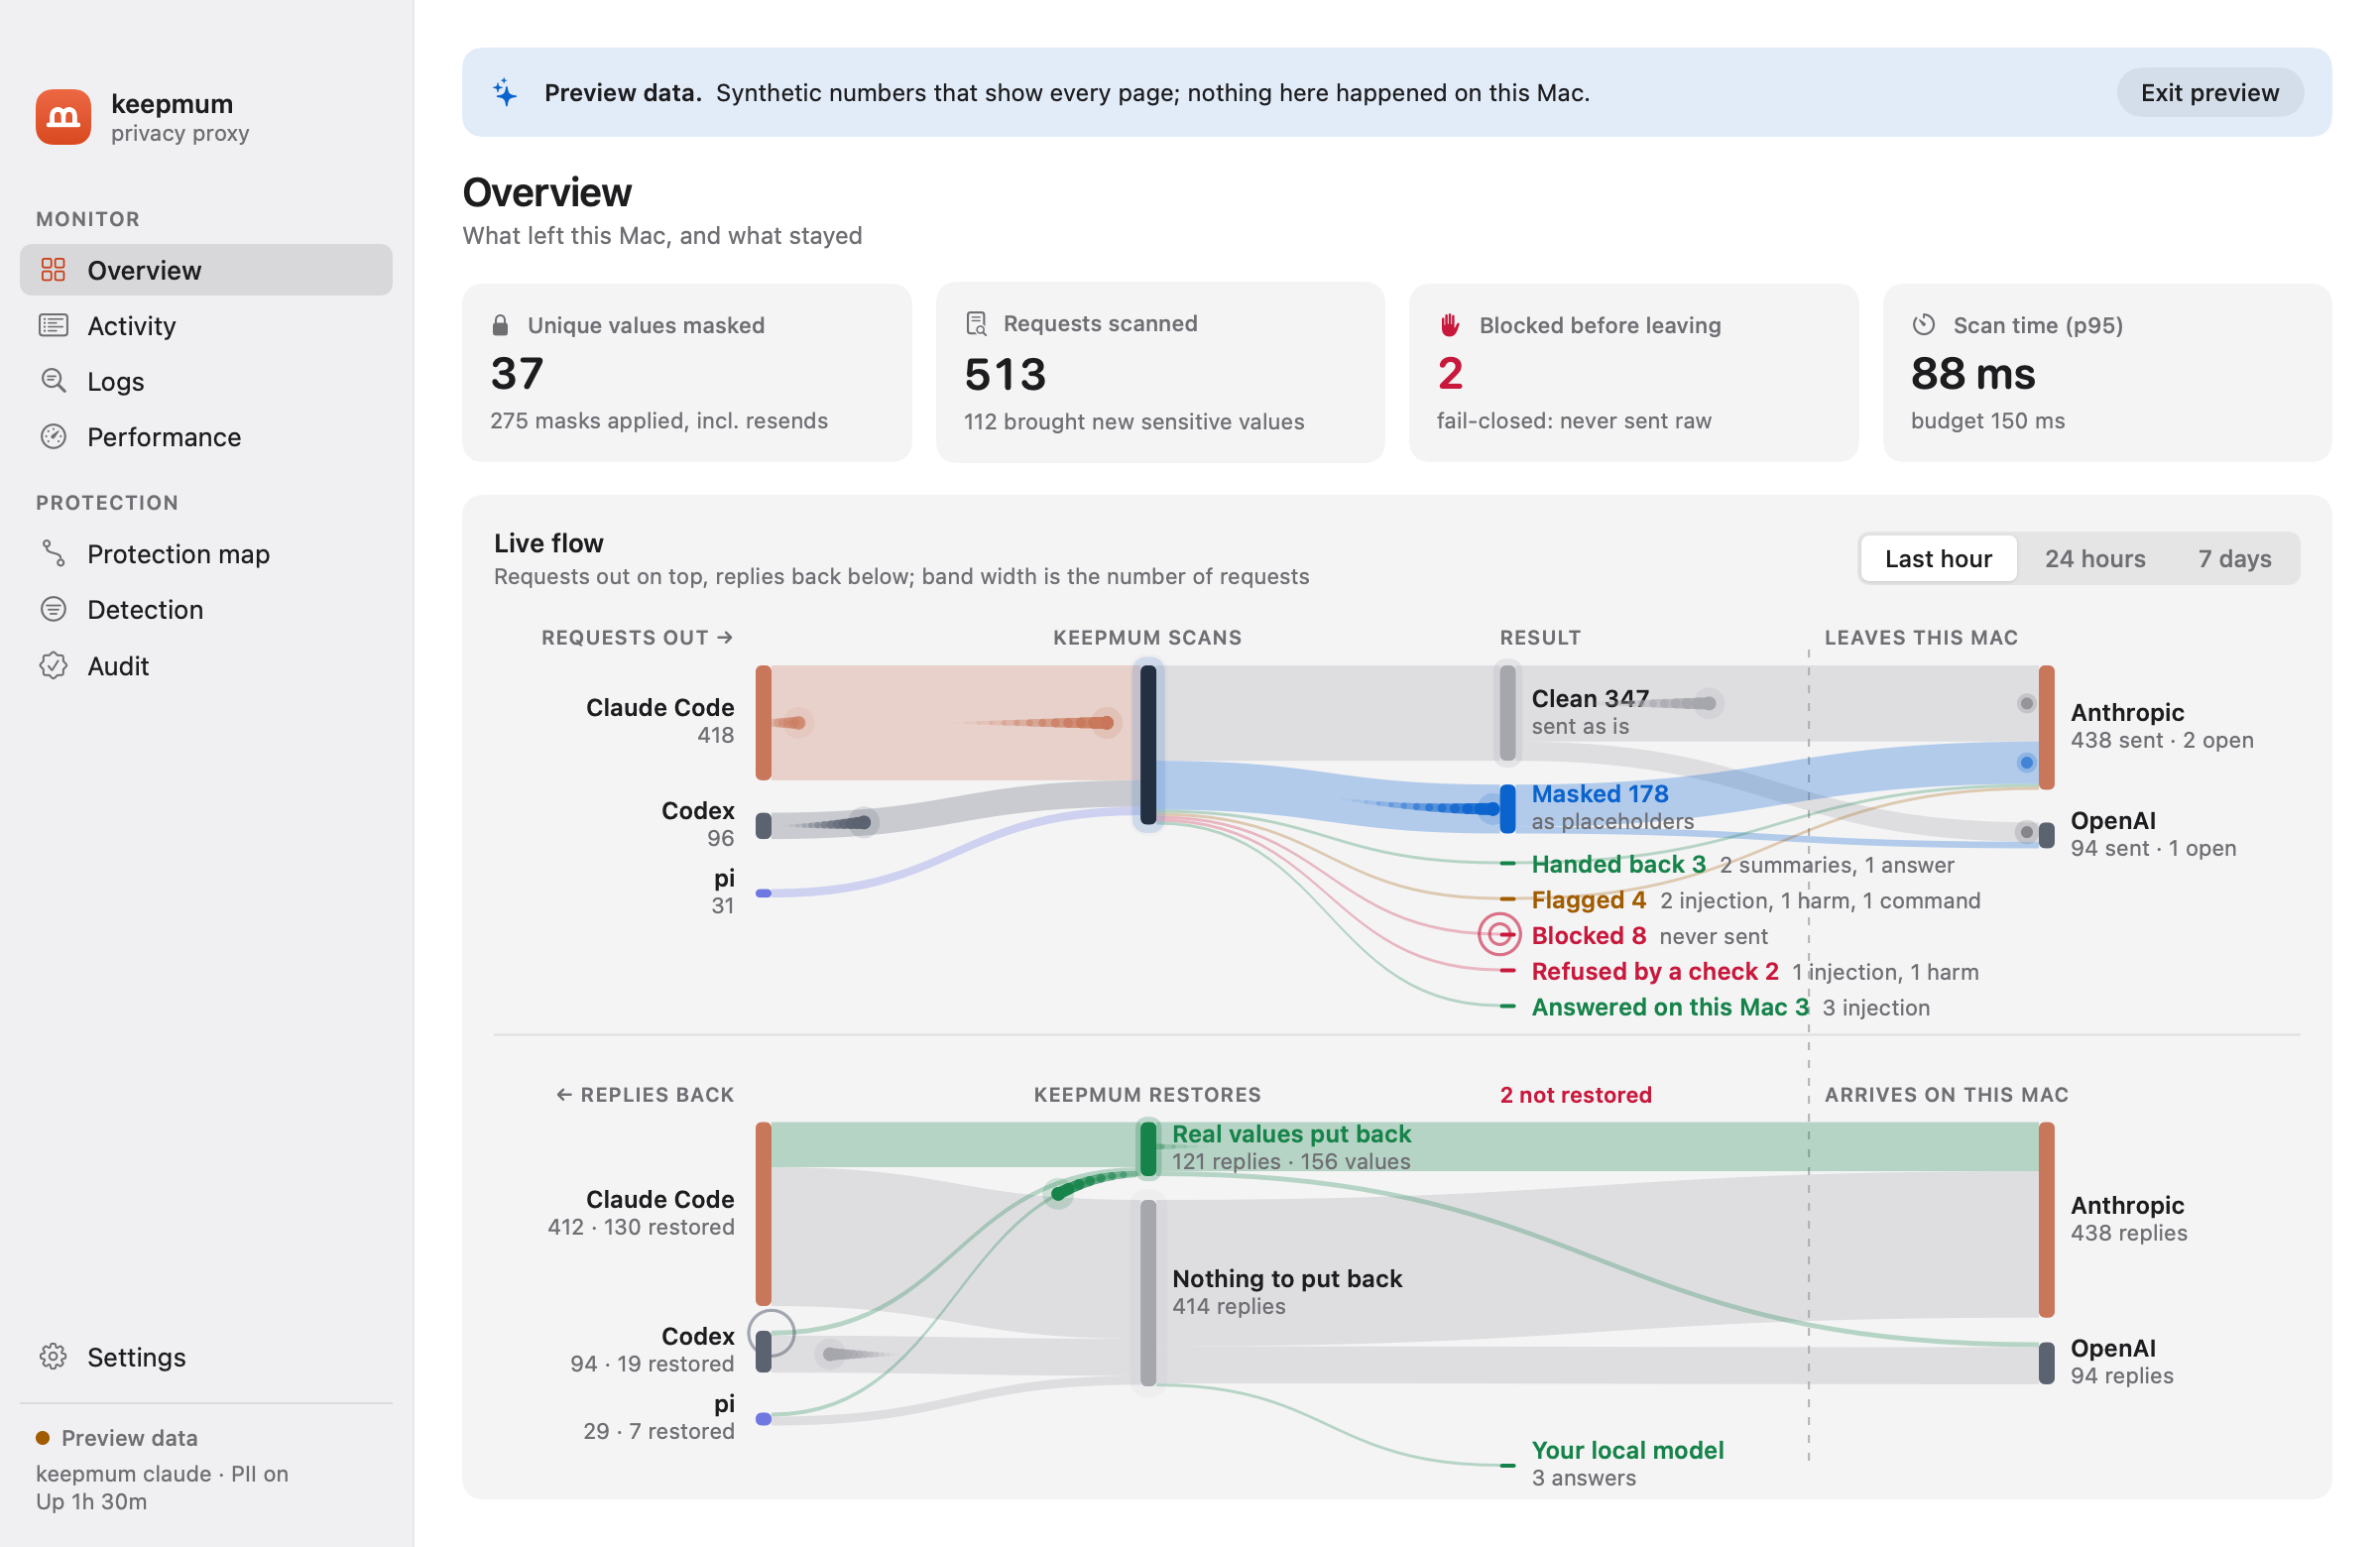 keepmum
privacy proxy
MONITOR
Overview
Activity
Logs
Performance
PROTECTION
Protection map
Detection
Audit
Settings
Preview data
keepmum claude · PII on
Up 1h 30m
Preview data. Synthetic numbers that show every page; nothing here happened on this Mac.
Exit preview
Overview
What left this Mac, and what stayed
Unique values masked
37
275 masks applied, incl. resends
Requests scanned
513
112 brought new sensitive values
Blocked before leaving
2
fail-closed: never sent raw
Scan time (p95)
88 ms
budget 150 ms
Live flow
Requests out on top, replies back below; band width is the number of requests
Last hour
24 hours
7 days
REQUESTS OUT →
KEEPMUM SCANS
RESULT
LEAVES THIS MAC
Claude Code
418
Codex
96
pi
31
Clean 347
sent as is
Masked 178
as placeholders
Handed back 3 2 summaries, 1 answer
Flagged 4 2 injection, 1 harm, 1 command
Blocked 8 never sent
Refused by a check 2 1 injection, 1 harm
Answered on this Mac 3 3 injection
Anthropic
438 sent · 2 open
OpenAI
94 sent · 1 open
← REPLIES BACK
KEEPMUM RESTORES
2 not restored
ARRIVES ON THIS MAC
Claude Code
412 · 130 restored
Codex
94 · 19 restored
pi
29 · 7 restored
Real values put back
121 replies · 156 values
Nothing to put back
414 replies
Your local model
3 answers
Anthropic
438 replies
OpenAI
94 replies